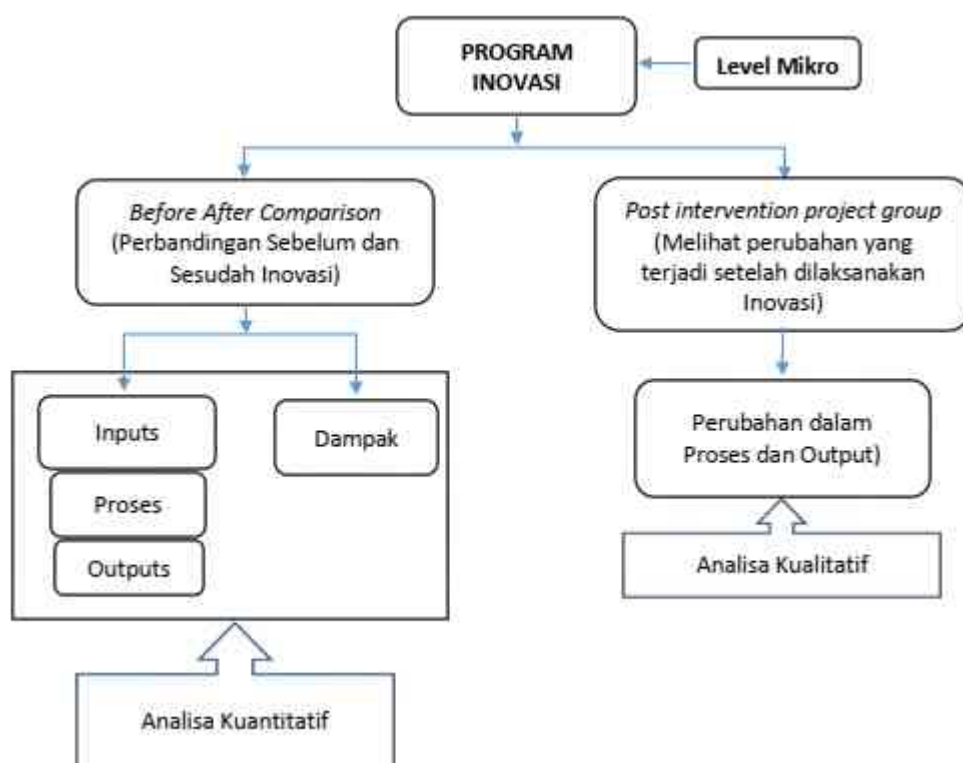 PROGRAM
INOVASI
Level Mikro
Before After Comparison
(Perbandingan Sebelum dan
Sesudah Inovasi)
Post intervention project group
(Melihat perubahan yang
terjadi setelah dilaksanakan
Inovasi)
Inputs
Dampak
Proses
Outputs
Perubahan dalam
Proses dan Output)
Analisa Kualitatif
Analisa Kuantitatif